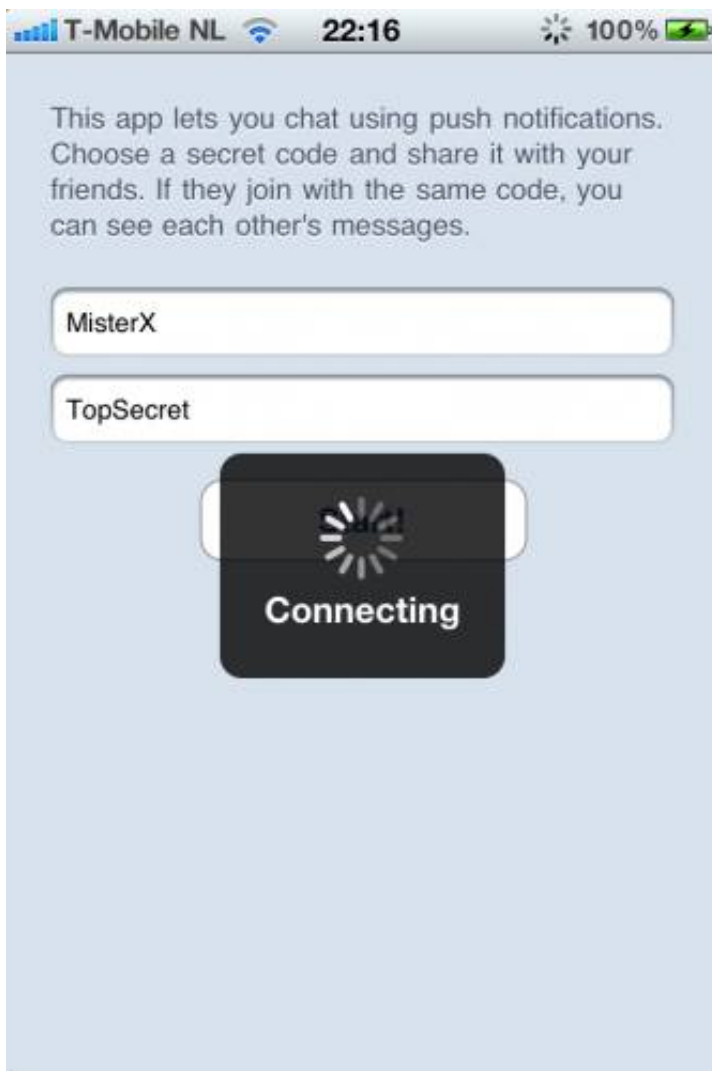 T-Mobile NL 22:16 100%
This app lets you chat using push notifications.
Choose a secret code and share it with your
friends. If they join with the same code, you
can see each other's messages.
MisterX
TopSecret
Start!
Connecting